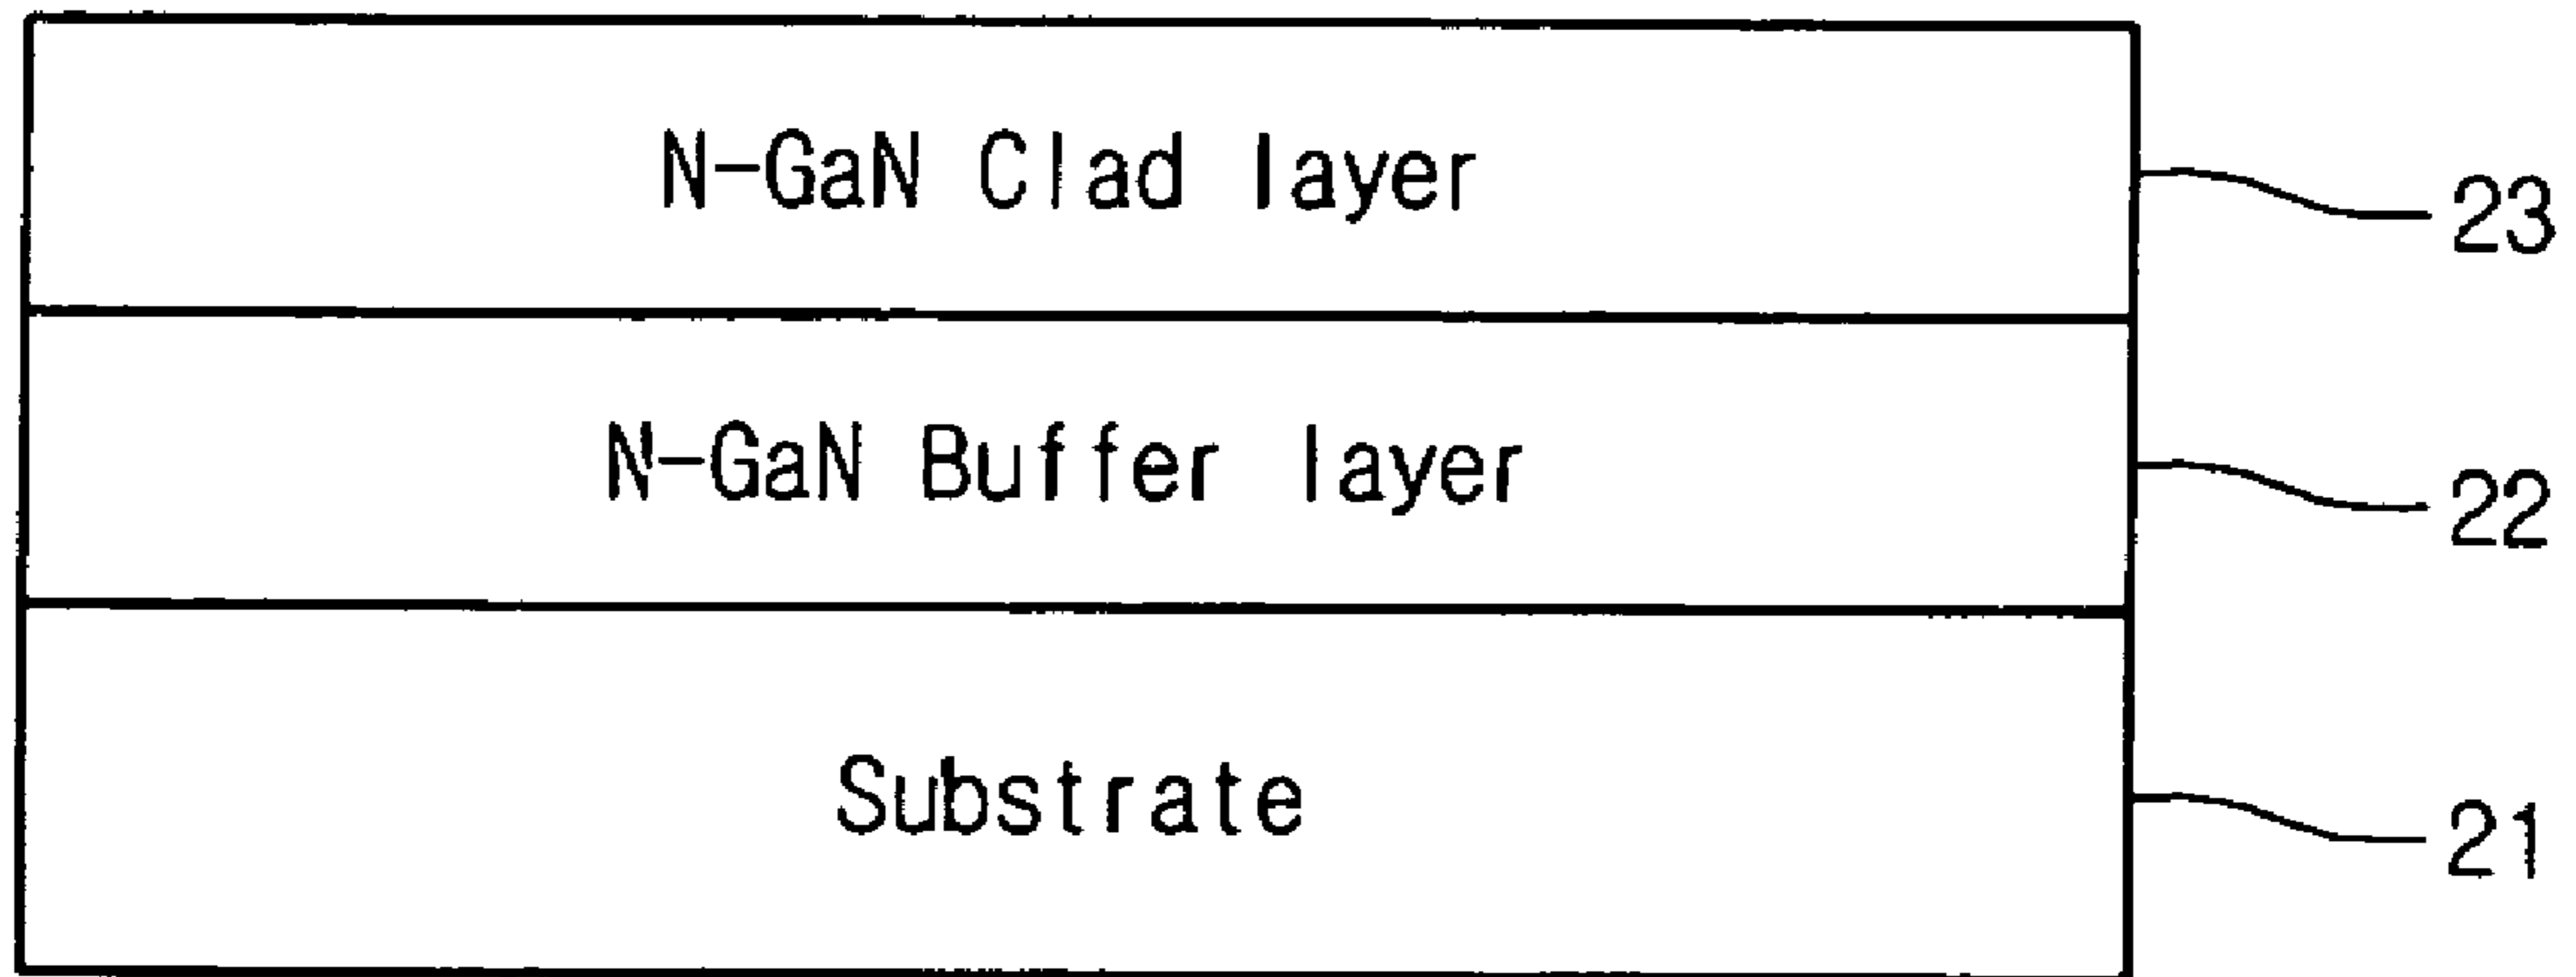 N-GaN Clad layer
23
N-GaN Buffer layer
22
Substrate
21